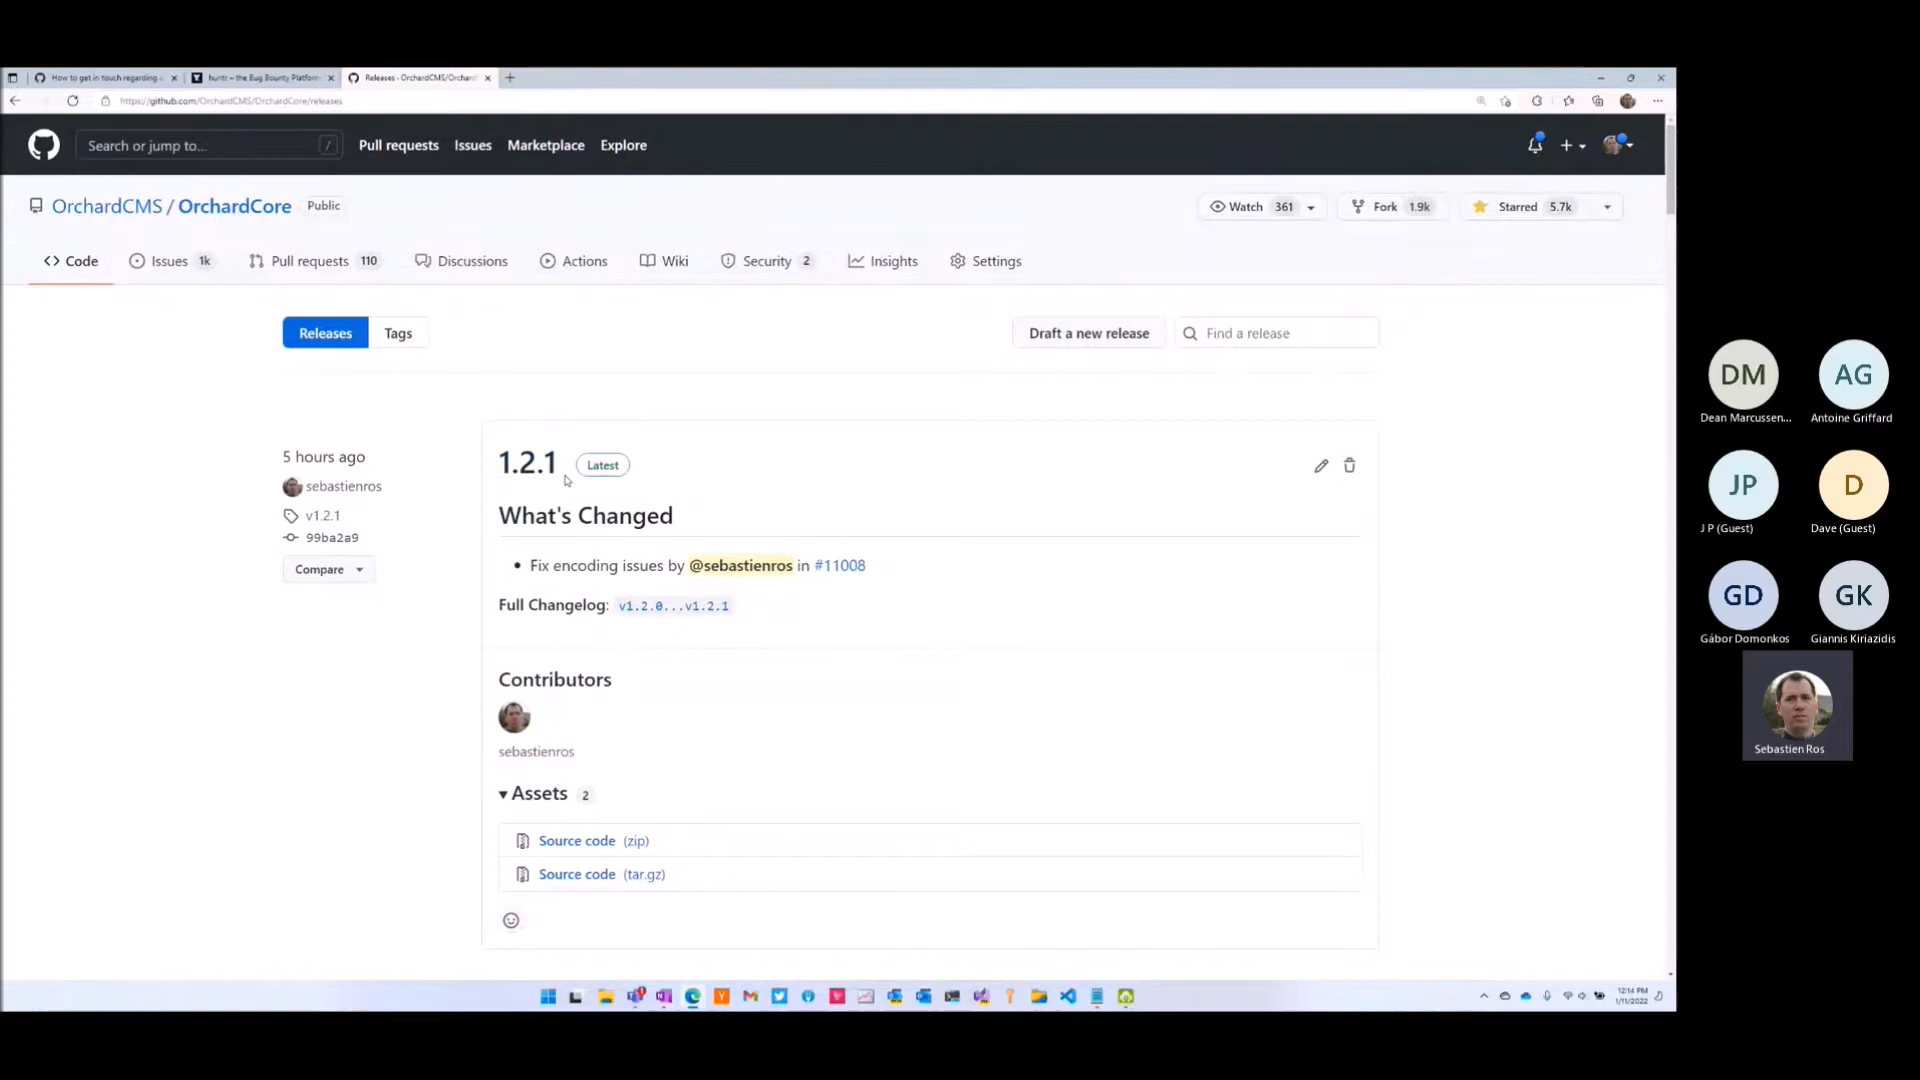 How to get in touch regarding a
huntr – the Bug Bounty Platform
Releases · OrchardCMS/Orchard
https://github.com/OrchardCMS/OrchardCore/releases
Search or jump to...
/
Pull requests
Issues
Marketplace
Explore
OrchardCMS / OrchardCore
Public
Watch 361
Fork 1.9k
Starred 5.7k
Code
Issues 1k
Pull requests 110
Discussions
Actions
Wiki
Security 2
Insights
Settings
Releases
Tags
Draft a new release
Find a release
5 hours ago
sebastienros
v1.2.1
99ba2a9
Compare
1.2.1
Latest
What's Changed
Fix encoding issues by @sebastienros in #11008
Full Changelog: v1.2.0...v1.2.1
Contributors
sebastienros
Assets 2
Source code (zip)
Source code (tar.gz)
12:14 PM
1/11/2022
DM
Dean Marcussen...
AG
Antoine Griffard
JP
J P (Guest)
D
Dave (Guest)
GD
Gábor Domonkos
GK
Giannis Kiriazidis
Sebastien Ros